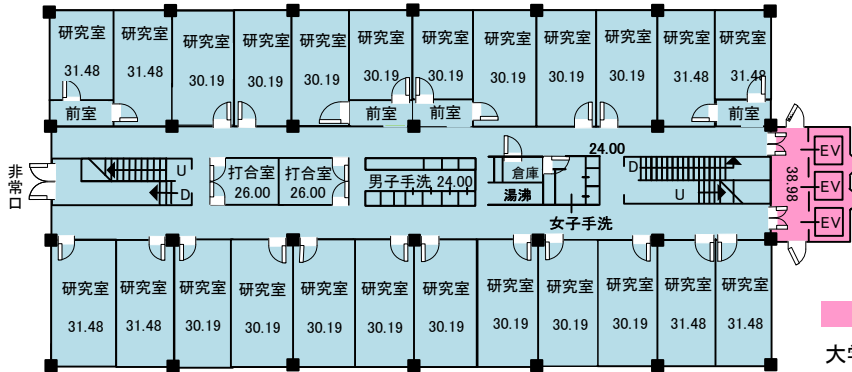 研究室 研究室 研究室 研究室 研究室 研究室 研究室 研究室 研究室 研究室 研究室 研究室
31.48 31.48 30.19 30.19 30.19 30.19 30.19 30.19 30.19 30.19 31.48 31.48
前室 前室 前室 前室
24.00
EV
EV
EV
38.98
非常口
U
D
打合室 打合室
26.00 26.00
男子手洗 24.00
倉庫
湯沸
女子手洗
D
U
研究室 研究室 研究室 研究室 研究室 研究室 研究室 研究室 研究室 研究室 研究室 研究室
31.48 31.48 30.19 30.19 30.19 30.19 30.19 30.19 30.19 30.19 31.48 31.48